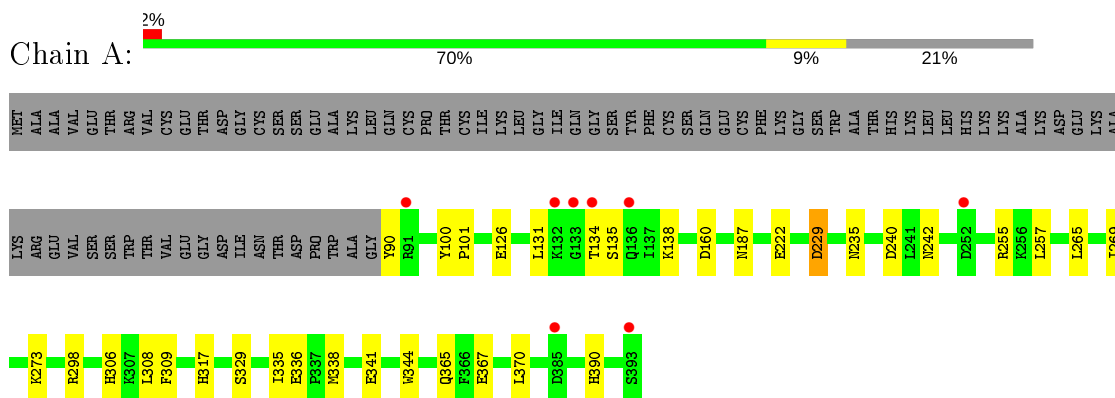 2%
Chain A:
70% 9% 21%
MET ALA ALA VAL GLU THR ARG VAL CYS GLU THR ASP GLY CYS SER SER GLU ALA LYS LEU GLN CYS PRO THR CYS ILE LYS LEU GLY ILE GLN GLY SER TYR PHE CYS SER GLN GLU CYS PHE LYS GLY SER TRP ALA THR HIS LYS LEU LEU HIS LYS LYS ALA LYS ASP GLU LYS ALA
LYS ARG GLU VAL SER SER TRP THR VAL GLU GLY ASP ILE ASN THR ASP PRO TRP ALA GLY Y90 R91 Y100 P101 E126 L131 K132 G133 T134 S135 Q136 I137 K138 D160 N187 E222 D229 N235 D240 L241 N242 D252 R255 K256 L257 L265
K273 R298 H306 K307 L308 F309 H317 S329 I335 E336 P337 M338 E341 W344 Q365 F366 E367 L370 D385 H390 S393